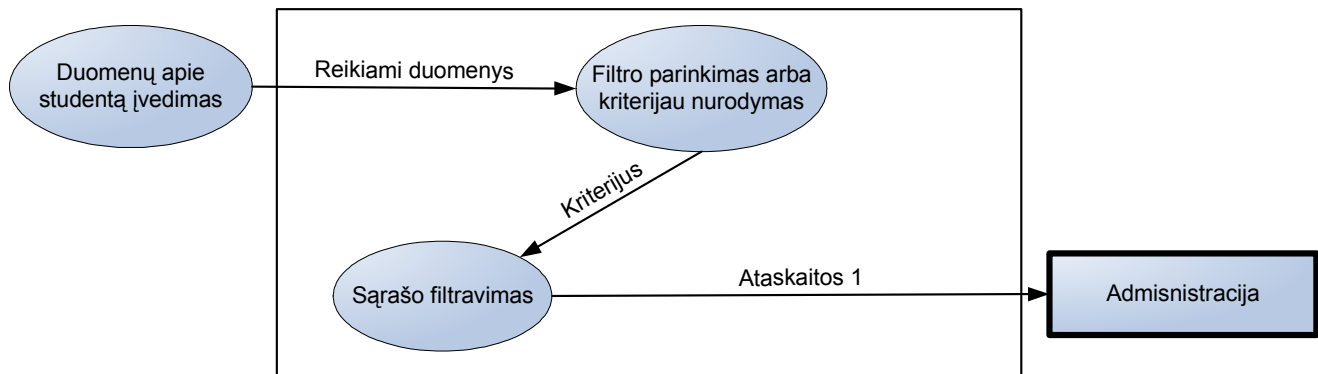 Duomenų apie
studentą įvedimas
Reikiami duomenys
Filtro parinkimas arba
kriterijau nurodymas
Kriterijus
Sąrašo filtravimas
Ataskaitos 1
Admisnistracija